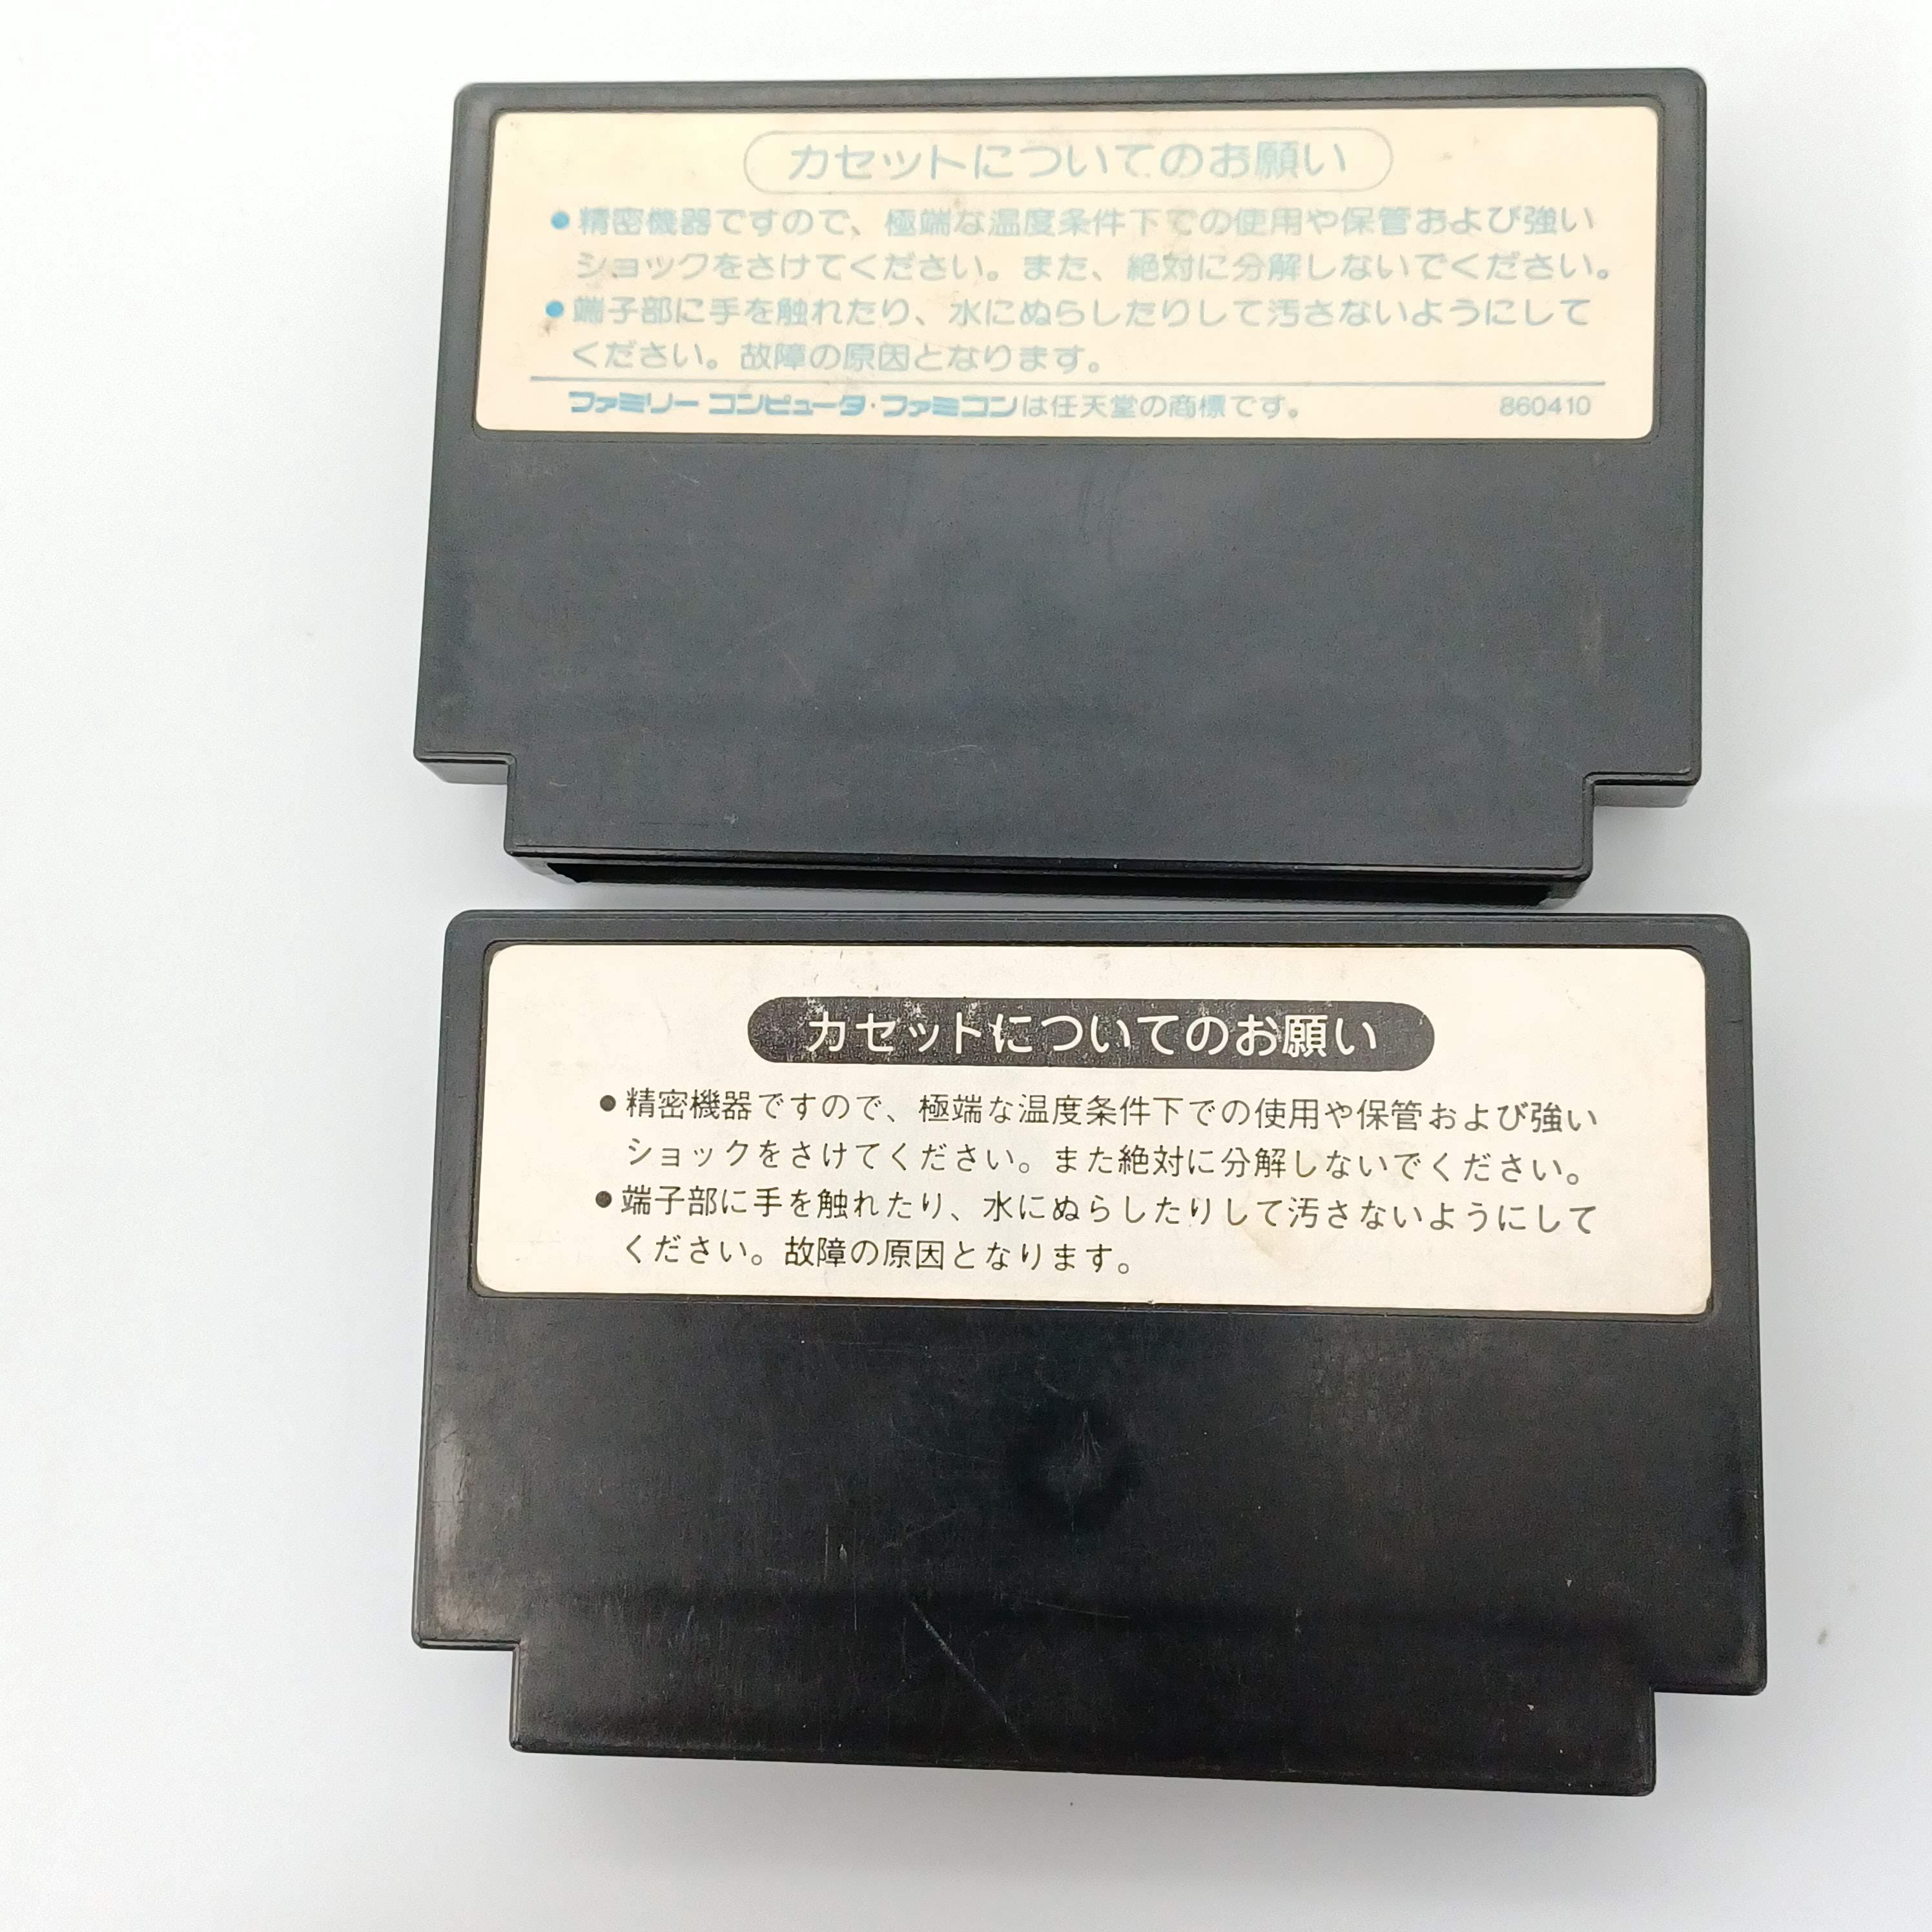 カセットについてのお願い
●精密機器ですので、極端な温度条件下での使用や保管および強い
ショックをさけてください。また、絶対に分解しないでください。
●端子部に手を触れたり、水にぬらしたりして汚さないようにして
ください。故障の原因となります。
ファミリー コンピュータ・ファミコンは任天堂の商標です。 860410
カセットについてのお願い
●精密機器ですので、極端な温度条件下での使用や保管および強い
ショックをさけてください。また絶対に分解しないでください。
●端子部に手を触れたり、水にぬらしたりして汚さないようにして
ください。故障の原因となります。